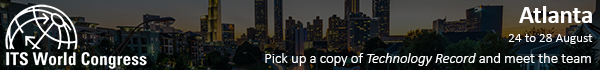 ITS World Congress
Atlanta
24 to 28 August
Pick up a copy of Technology Record and meet the team